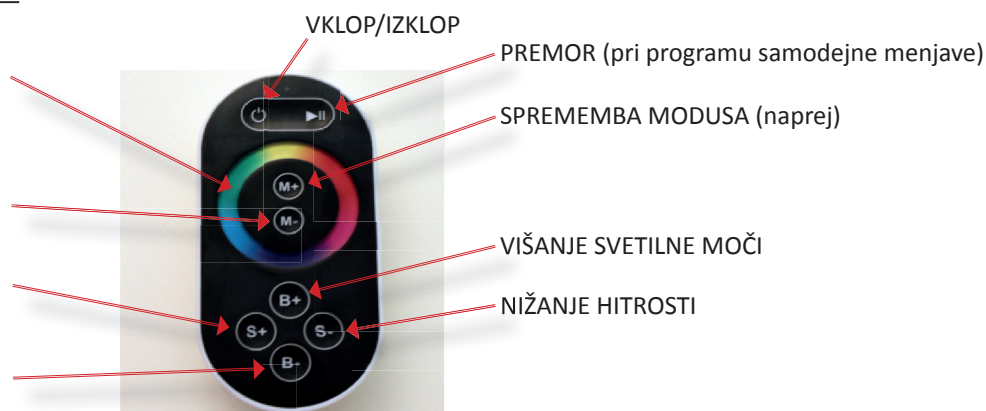 VKLOP/IZKLOP
PREMOR (pri programu samodejne menjave)
SPREMEMBA MODUSA (naprej)
M+
M-
VIŠANJE SVETILNE MOČI
B+
NIŽANJE HITROSTI
S+
S-
B-